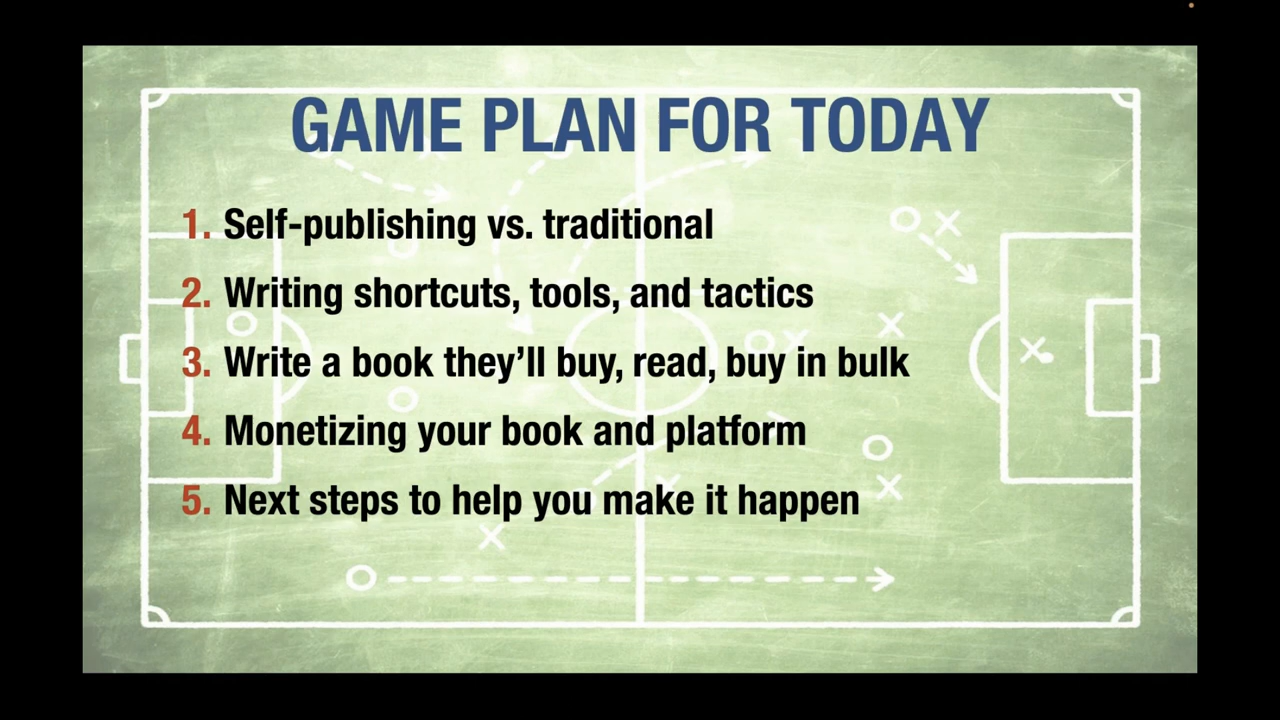 GAME PLAN FOR TODAY
1. Self-publishing vs. traditional
2. Writing shortcuts, tools, and tactics
3. Write a book they’ll buy, read, buy in bulk
4. Monetizing your book and platform
5. Next steps to help you make it happen